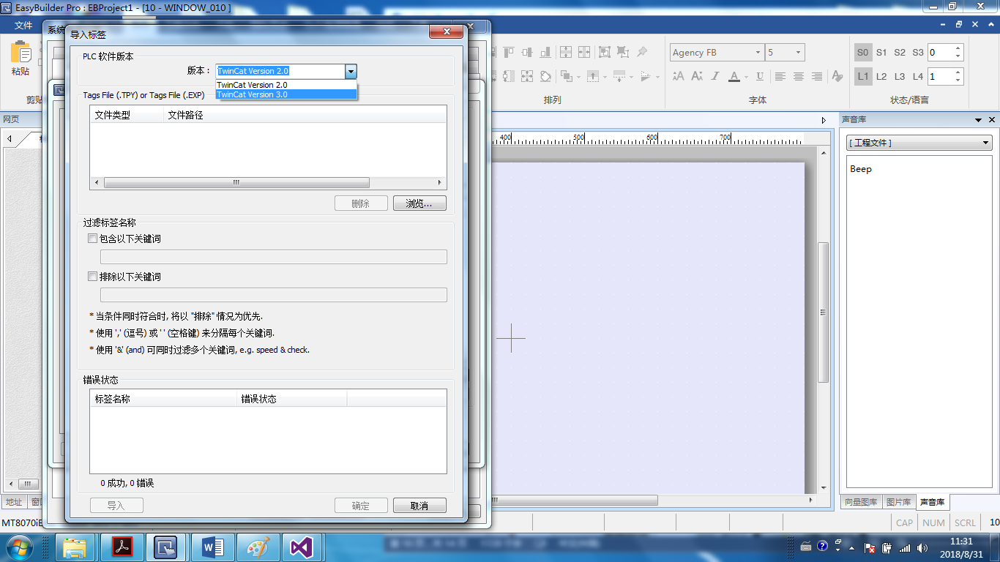 EasyBuilder Pro : EBProject1 - [10 - WINDOW_010 ]
文件
系统
导入标签
PLC 软件版本
版本 : TwinCat Version 2.0
TwinCat Version 2.0
TwinCat Version 3.0
Tags File (.TPY) or Tags File (.EXP)
文件类型 文件路径
删除 浏览...
过滤标签名称
包含以下关键词
排除以下关键词
* 当条件同时符合时, 将以 "排除" 情况为优先.
* 使用 ',' (逗号) 或 ' ' (空格键) 来分隔每个关键词.
* 使用 '&' (and) 可同时过滤多个关键词, e.g. speed & check.
错误状态
标签名称 错误状态
0 成功, 0 错误
导入 确定 取消
粘贴
剪贴
网页
地址
MT8070iE
Agency FB 5
S0 S1 S2 S3 0
L1 L2 L3 L4 1
排列 字体 状态/语言
400 500 600 700
声音库
[ 工程文件 ]
Beep
向量图库 图片库 声音库
CAP NUM SCRL 10
11:31
2018/8/31